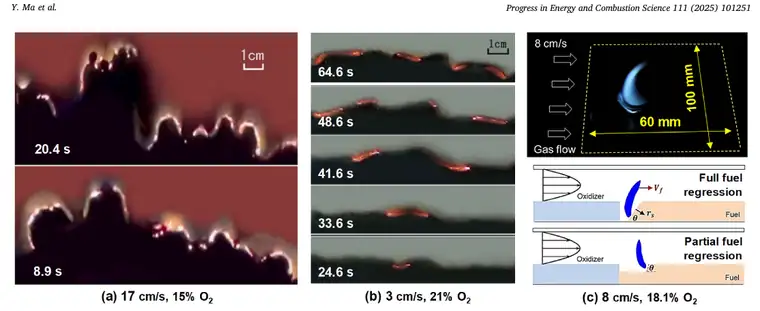 Y. Ma et al.
Progress in Energy and Combustion Science 111 (2025) 101251
1cm
20.4 s
8.9 s
(a) 17 cm/s, 15% O₂
1cm
64.6 s
48.6 s
41.6 s
33.6 s
24.6 s
(b) 3 cm/s, 21% O₂
8 cm/s
Gas flow
60 mm
100 mm
Full fuel
regression
Oxidizer
V_f
θ
r_s
Fuel
Partial fuel
regression
Oxidizer
θ
Fuel
(c) 8 cm/s, 18.1% O₂